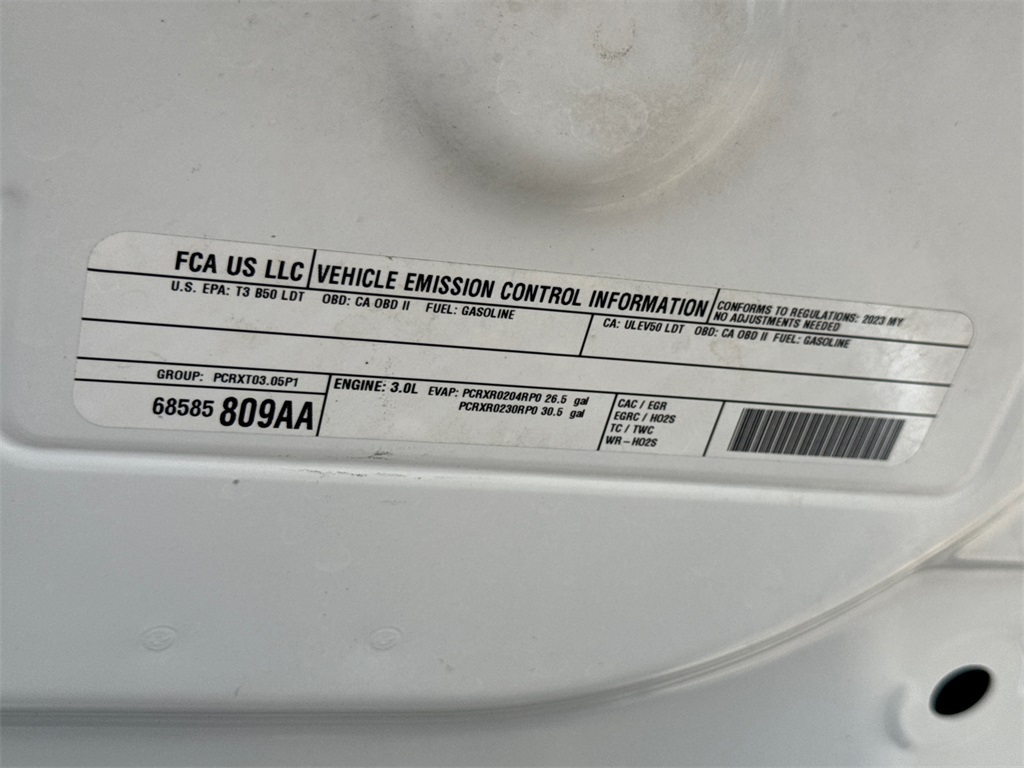 FCA US LLC
VEHICLE EMISSION CONTROL INFORMATION
CONFORMS TO REGULATIONS: 2023 MY
NO ADJUSTMENTS NEEDED
U.S. EPA: T3 B50 LDT OBD: CA OBD II FUEL: GASOLINE
CA: ULEV50 LDT OBD: CA OBD II FUEL: GASOLINE
GROUP: PCRXT03.05P1
68585 809AA
ENGINE: 3.0L EVAP: PCRXR0204RP0 26.5 gal
PCRXR0230RP0 30.5 gal
CAC / EGR
EGRC / HO2S
TC / TWC
WR-HO2S